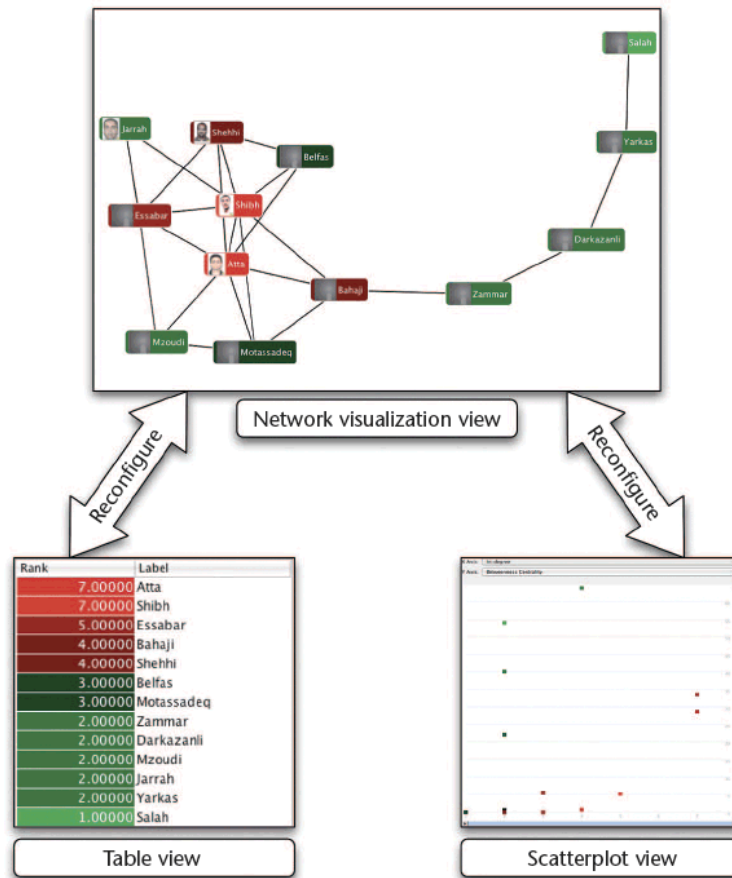 Salah
Jarrah
Shehhi
Belfas
Yarkas
Essabar
Shibh
Darkazanli
Atta
Bahaji
Zammar
Mzoudi
Motassadeq
Network visualization view
Reconfigure
Reconfigure
Rank Label
7.00000 Atta
7.00000 Shibh
5.00000 Essabar
4.00000 Bahaji
4.00000 Shehhi
3.00000 Belfas
3.00000 Motassadeq
2.00000 Zammar
2.00000 Darkazanli
2.00000 Mzoudi
2.00000 Jarrah
2.00000 Yarkas
1.00000 Salah
Betweenness Centrality
Table view
Scatterplot view